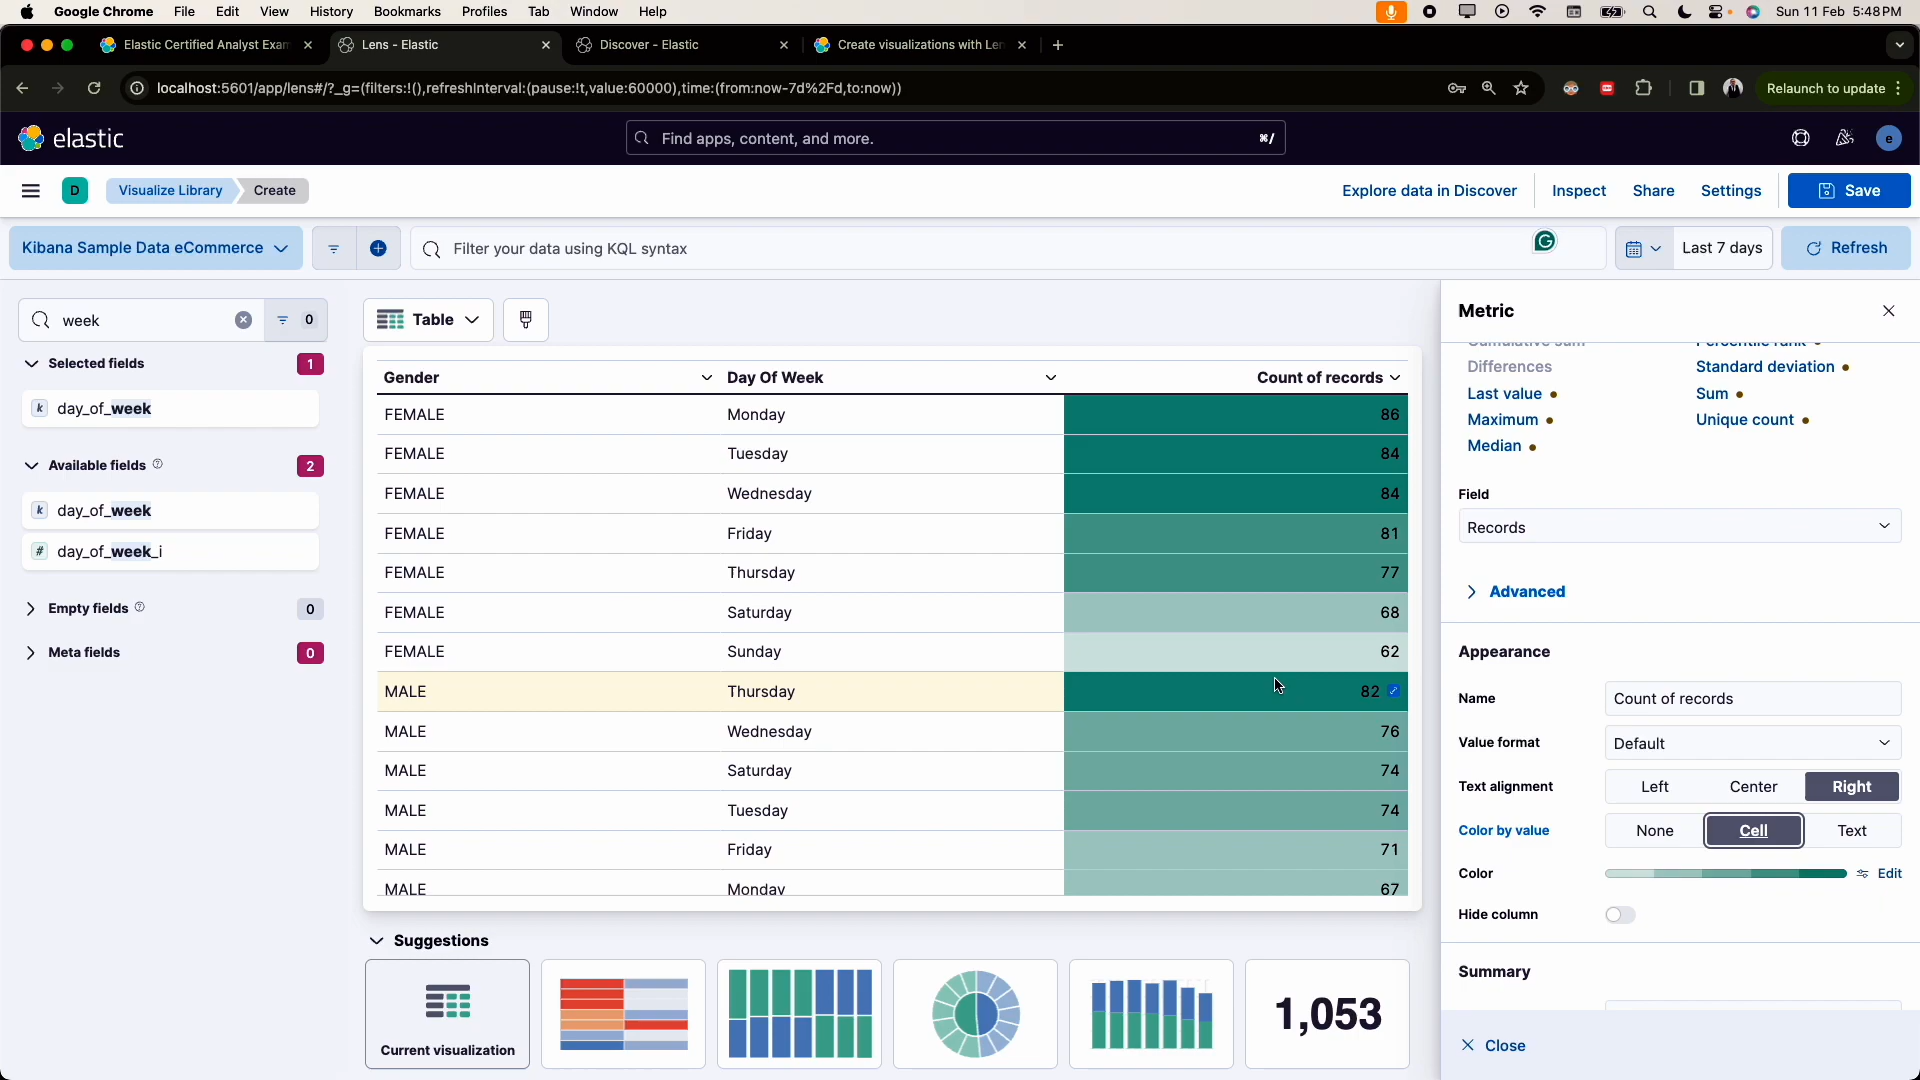 Google Chrome File Edit View History Bookmarks Profiles Tab Window Help Sun 11 Feb 5:48 PM
Elastic Certified Analyst Exam Lens - Elastic Discover - Elastic Create visualizations with Len
localhost:5601/app/lens#/?_g=(filters:!(),refreshInterval:(pause:!t,value:60000),time:(from:now-7d%2Fd,to:now)) Relaunch to update
elastic Find apps, content, and more. ⌘/ e
D Visualize Library Create Explore data in Discover Inspect Share Settings Save
Kibana Sample Data eCommerce Filter your data using KQL syntax Last 7 days Refresh
week 0
Selected fields 1
k day_of_week
Available fields 2
k day_of_week
# day_of_week_i
Empty fields 0
Meta fields 0
Table
Gender Day Of Week Count of records
FEMALE Monday 86
FEMALE Tuesday 84
FEMALE Wednesday 84
FEMALE Friday 81
FEMALE Thursday 77
FEMALE Saturday 68
FEMALE Sunday 62
MALE Thursday 82
MALE Wednesday 76
MALE Saturday 74
MALE Tuesday 74
MALE Friday 71
MALE Monday 67
Suggestions
Current visualization
1,053
Metric
Cumulative sum Percentile rank
Differences Standard deviation
Last value Sum
Maximum Unique count
Median
Field
Records
Advanced
Appearance
Name Count of records
Value format Default
Text alignment Left Center Right
Color by value None Cell Text
Color Edit
Hide column
Summary
Close